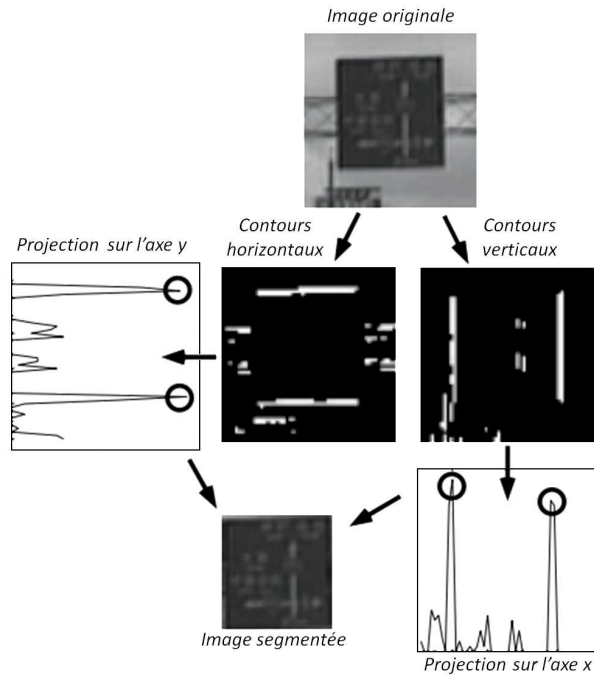 Image originale
Contours
horizontaux
Contours
verticaux
Projection sur l'axe y
Image segmentée
Projection sur l'axe x